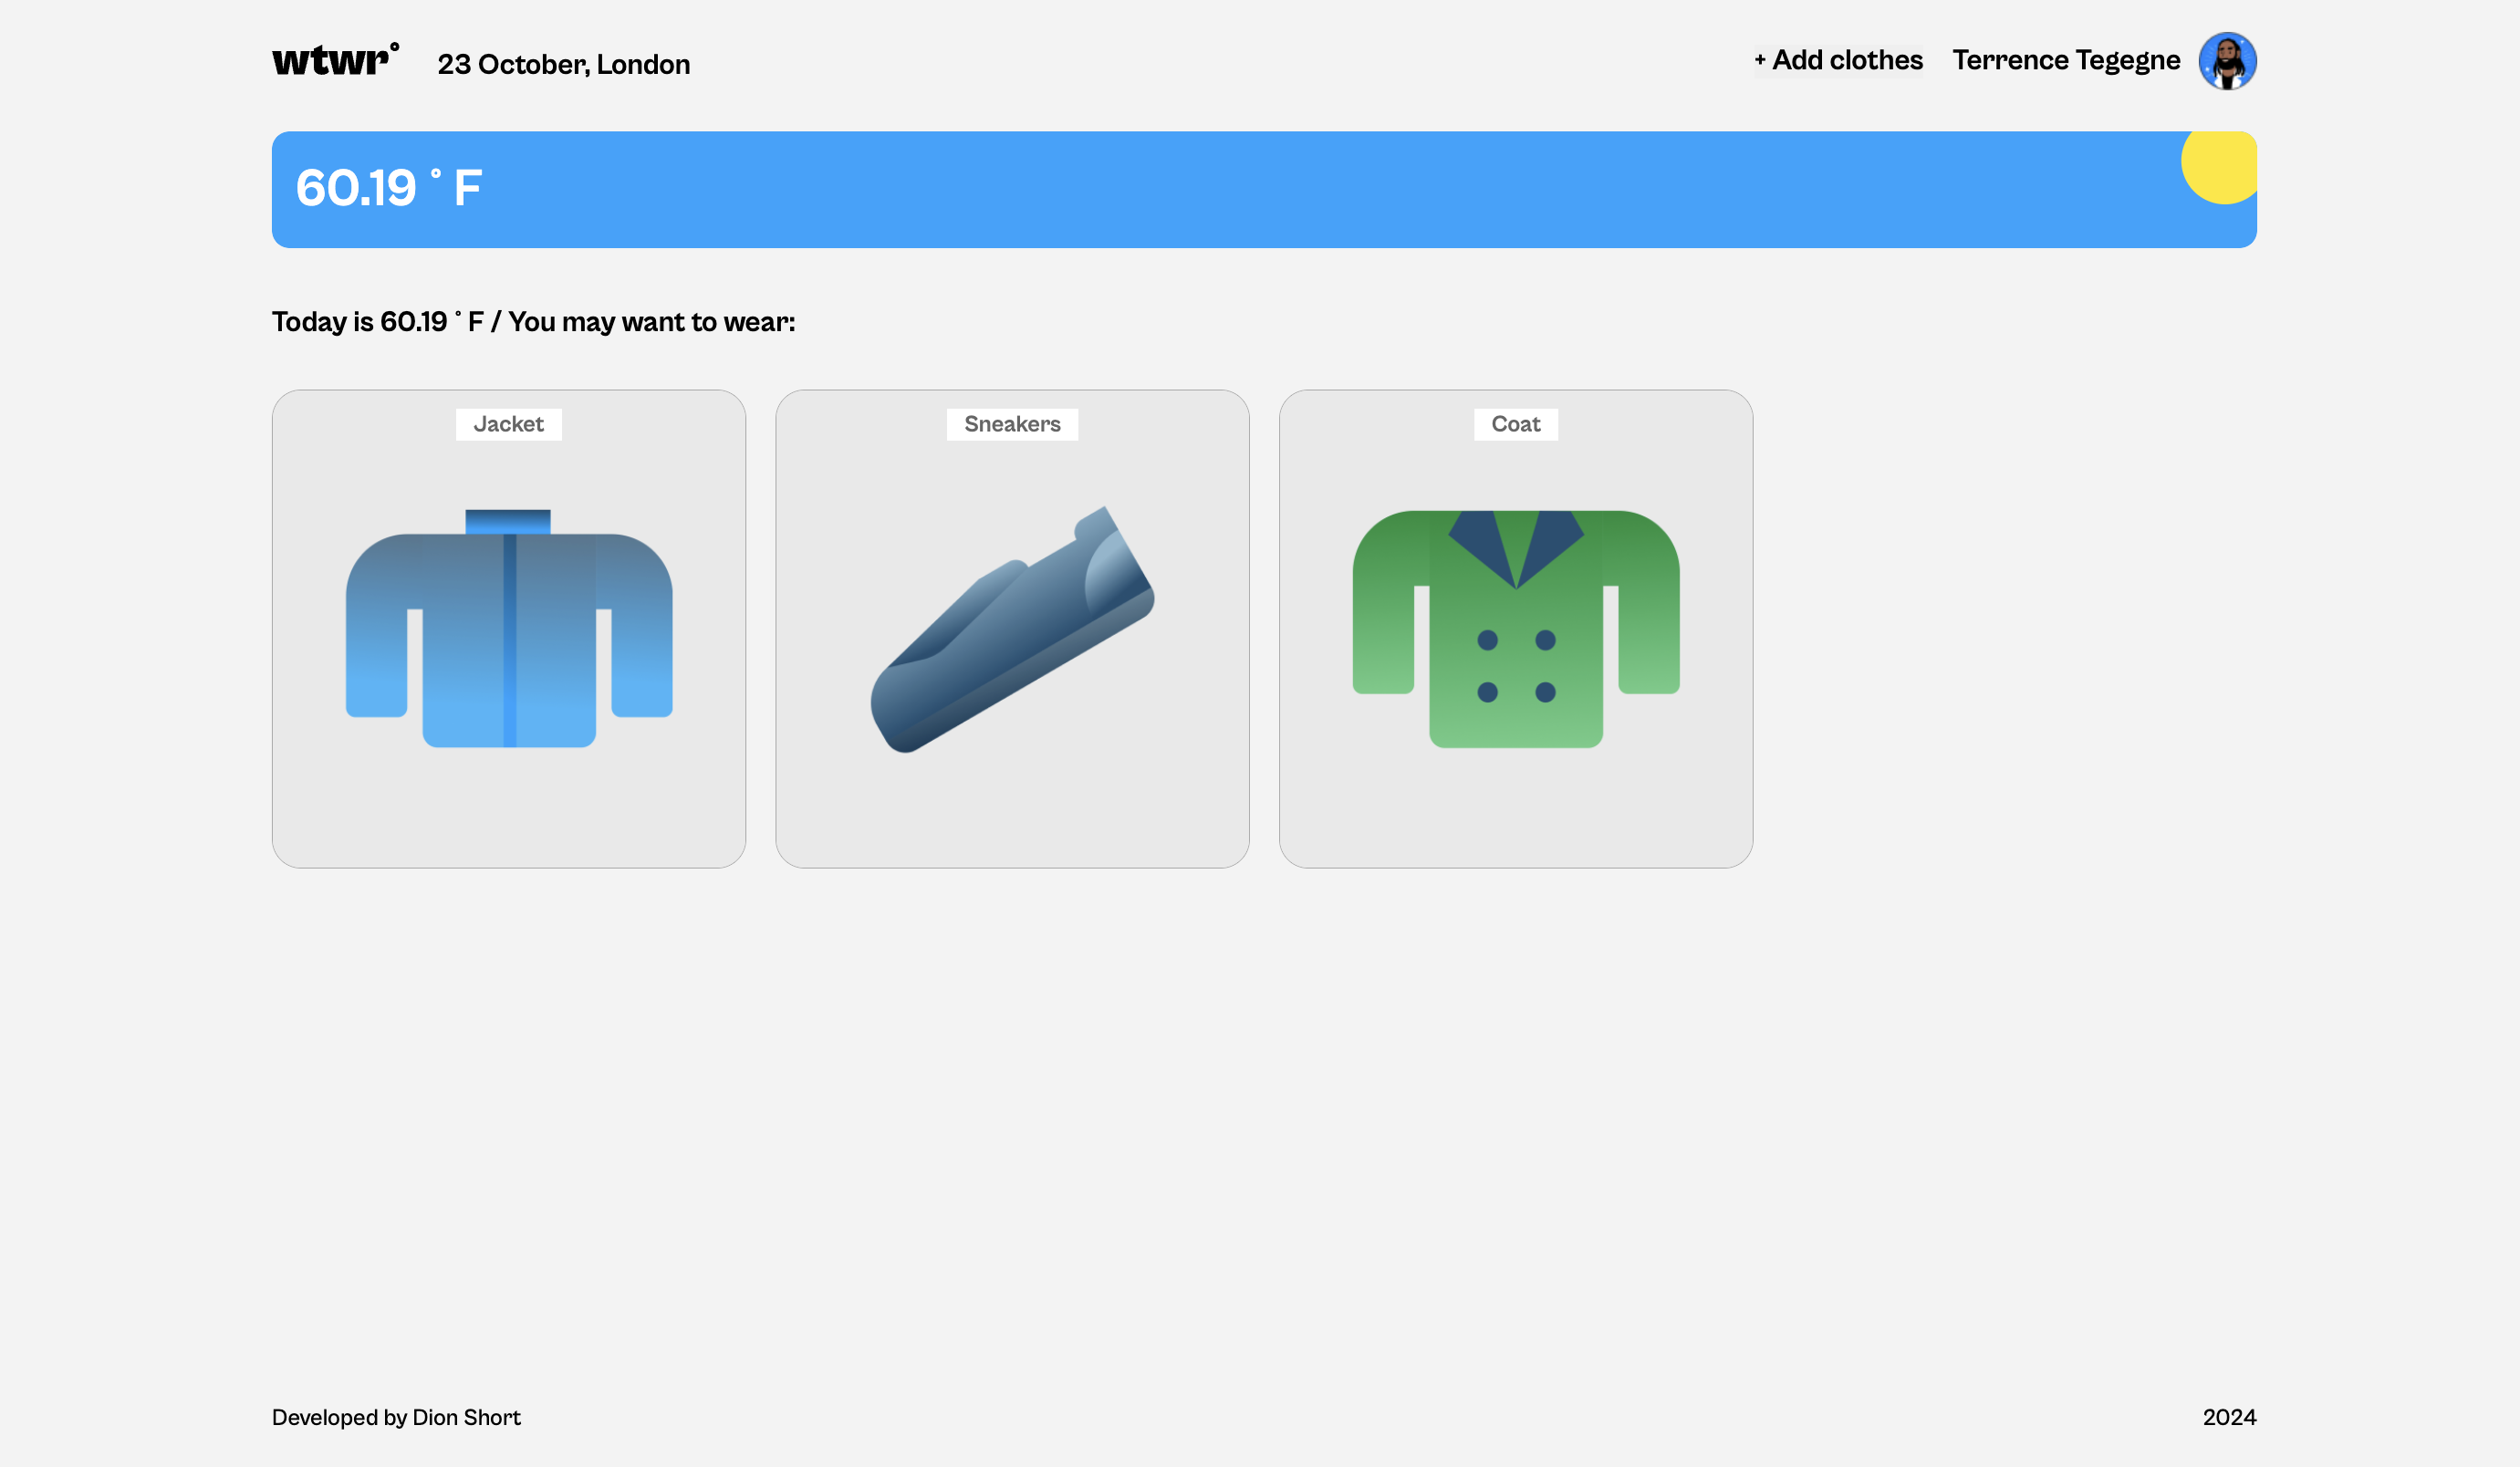 wtwr°
23 October, London
+ Add clothes
Terrence Tegegne
60.19 ° F
Today is 60.19 ° F / You may want to wear:
Jacket
Sneakers
Coat
Developed by Dion Short
2024